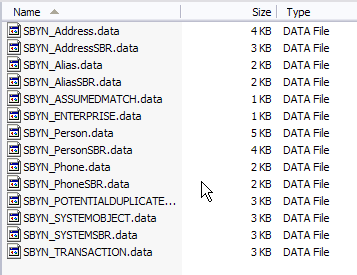 Name Size Type
SBYN_Address.data 4 KB DATA File
SBYN_AddressSBR.data 3 KB DATA File
SBYN_Alias.data 2 KB DATA File
SBYN_AliasSBR.data 2 KB DATA File
SBYN_ASSUMEDMATCH.data 1 KB DATA File
SBYN_ENTERPRISE.data 1 KB DATA File
SBYN_Person.data 5 KB DATA File
SBYN_PersonSBR.data 4 KB DATA File
SBYN_Phone.data 2 KB DATA File
SBYN_PhoneSBR.data 2 KB DATA File
SBYN_POTENTIALDUPLICATE... 3 KB DATA File
SBYN_SYSTEMOBJECT.data 3 KB DATA File
SBYN_SYSTEMSBR.data 3 KB DATA File
SBYN_TRANSACTION.data 3 KB DATA File